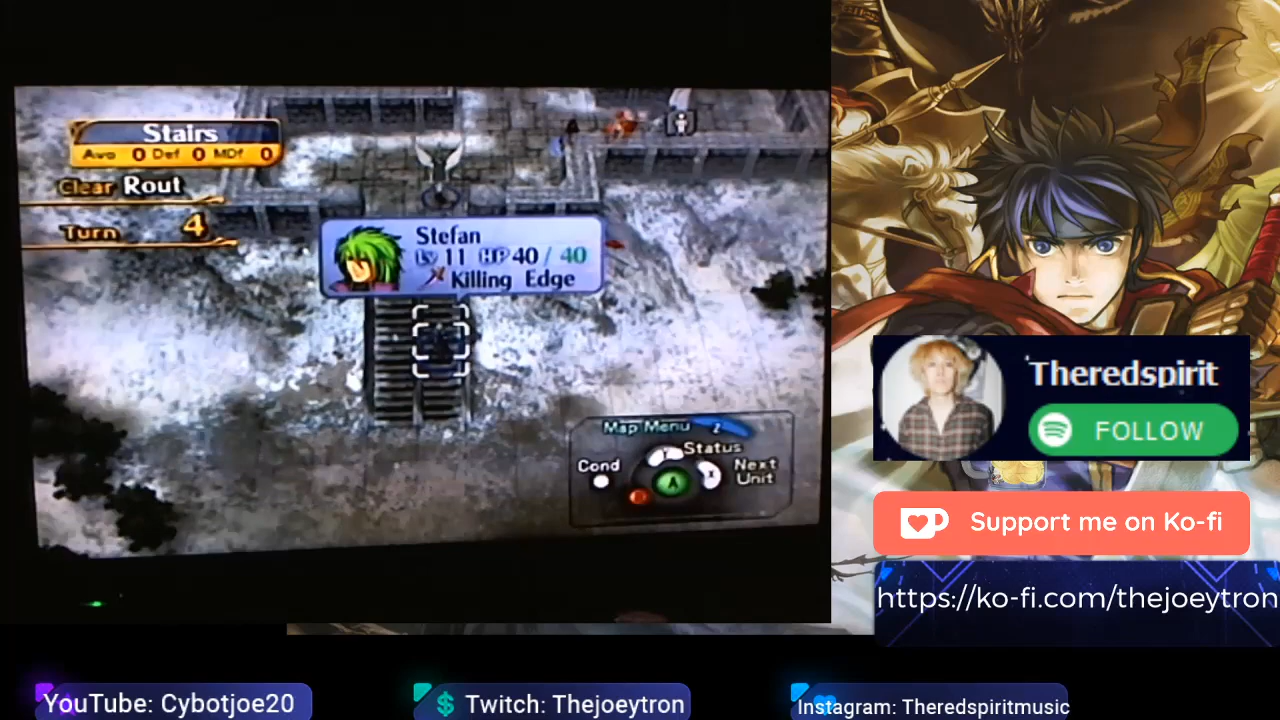 Stairs
Avo 0 Def 0 MDf 0
Clear Rout
Turn 4
Stefan
Lv 11 HP 40 / 40
Killing Edge
Map Menu Z
Status
Y
Cond
Next
Unit
A
X
Theredspirit
FOLLOW
Support me on Ko-fi
https://ko-fi.com/thejoeytron
YouTube: Cybotjoe20
$ Twitch: Thejoeytron
Instagram: Theredspiritmusic